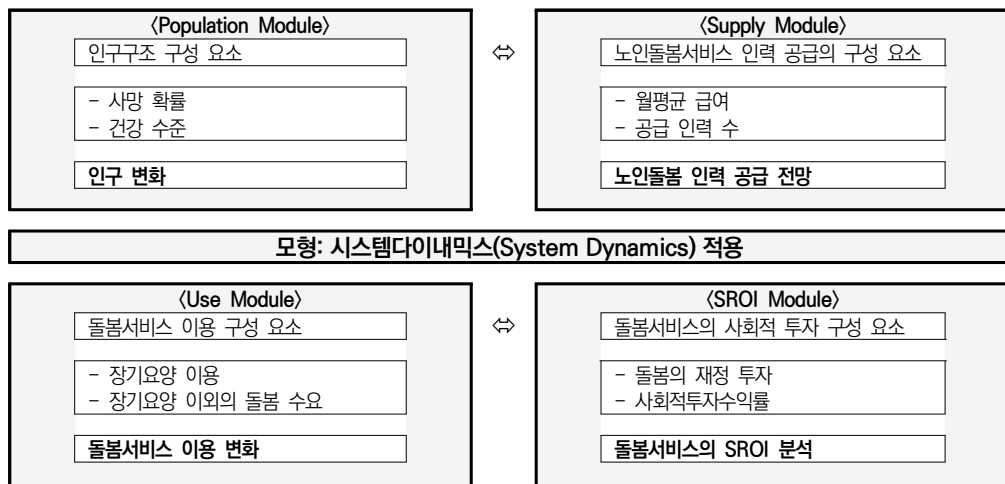 〈Population Module〉
인구구조 구성 요소
- 사망 확률
- 건강 수준
인구 변화
⇔
〈Supply Module〉
노인돌봄서비스 인력 공급의 구성 요소
- 월평균 급여
- 공급 인력 수
노인돌봄 인력 공급 전망
모형: 시스템다이내믹스(System Dynamics) 적용
〈Use Module〉
돌봄서비스 이용 구성 요소
- 장기요양 이용
- 장기요양 이외의 돌봄 수요
돌봄서비스 이용 변화
⇔
〈SROI Module〉
돌봄서비스의 사회적 투자 구성 요소
- 돌봄의 재정 투자
- 사회적투자수익률
돌봄서비스의 SROI 분석